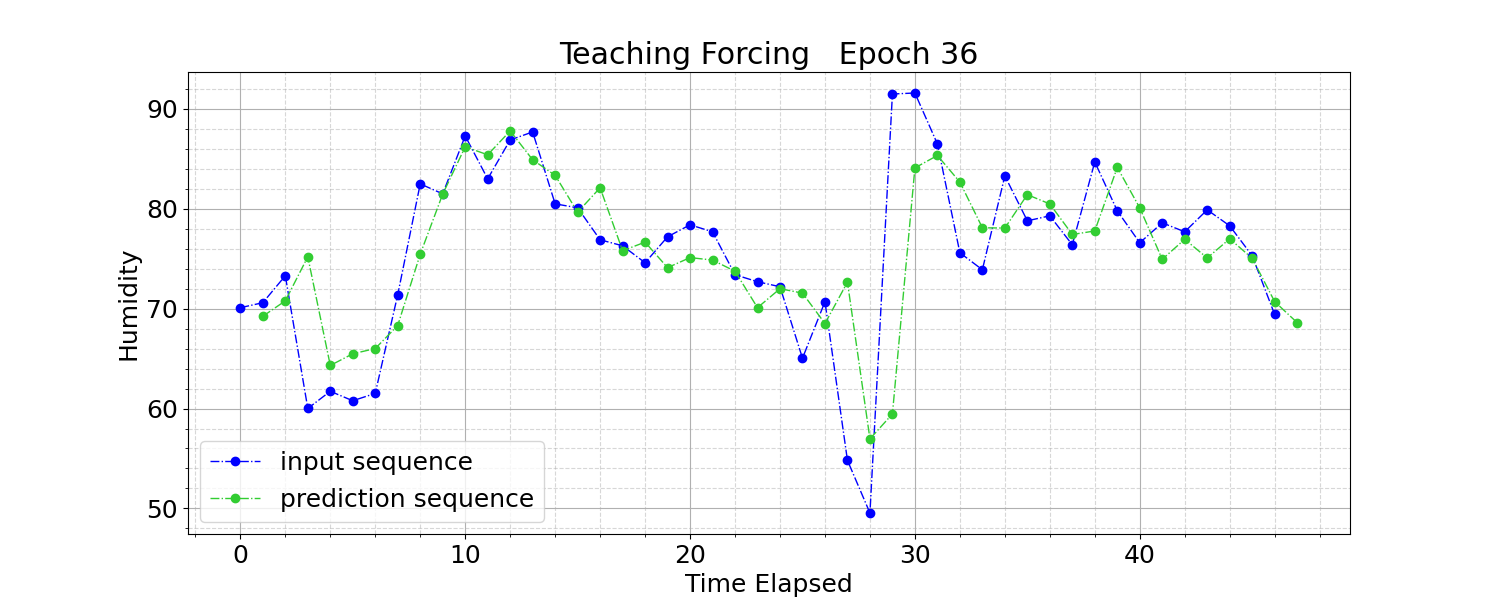 Teaching Forcing   Epoch 36
Humidity
90
80
70
60
50
input sequence
prediction sequence
0 10 20 30 40
Time Elapsed